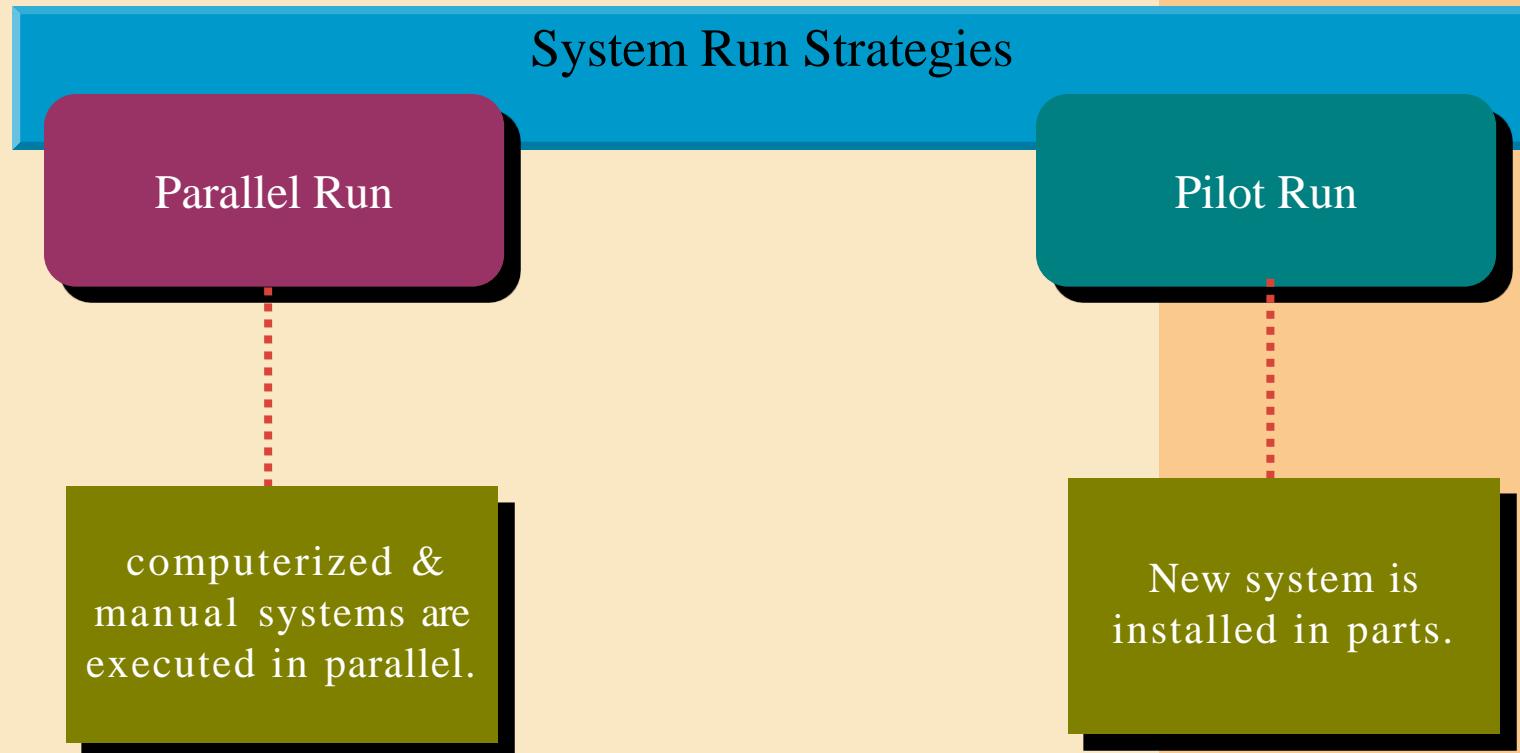 System Run Strategies
Parallel Run
Pilot Run
computerized &
manual systems are
executed in parallel.
New system is
installed in parts.